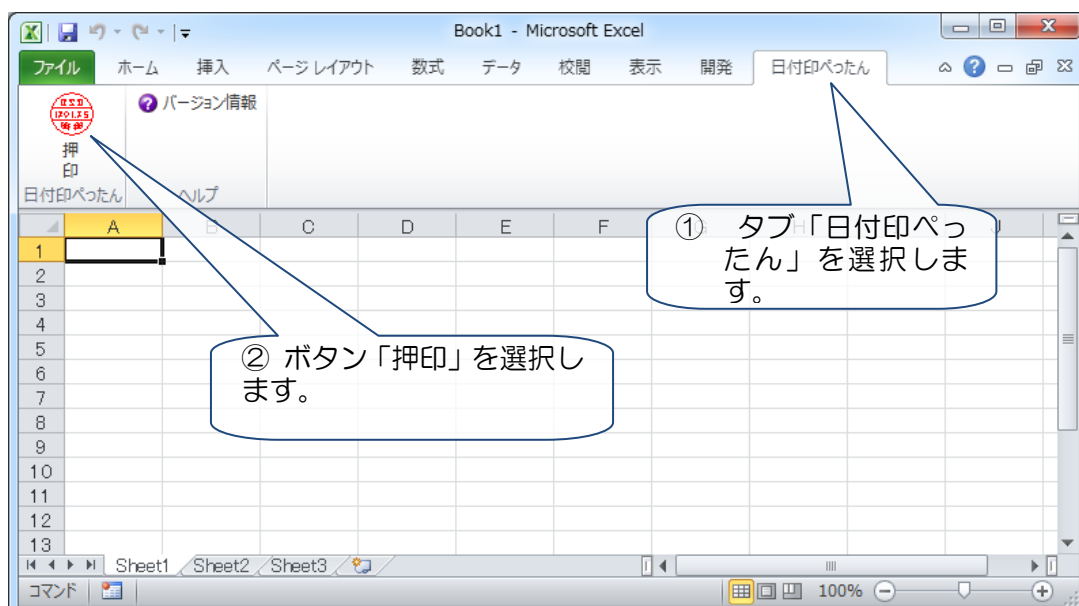 Book1 - Microsoft Excel
ファイル ホーム 挿入 ページ レイアウト 数式 データ 校閲 表示 開発 日付印ぺったん
バージョン情報
押
印
日付印ぺったん ヘルプ
A B C D E F G H J
1
① タブ「日付印ぺっ
たん」を選択しま
す。
2
3
4
5
② ボタン「押印」を選択し
ます。
6
7
8
9
10
11
12
13
Sheet1 Sheet2 Sheet3
コマンド 100%